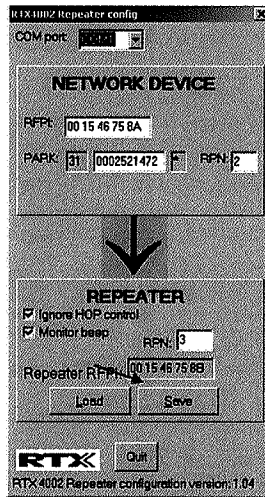 RTX4002 Repeater config
COM port:
NETWORK DEVICE
RFPI: 00 15 46 75 8A
PARK: 31 0002521472 * RPN: 2
REPEATER
Ignore HOP control
Monitor beep
RPN: 3
Repeater RFPI: 00 15 46 75 8B
Load Save
RTX Quit
RTX4002 Repeater configuration version: 1.04